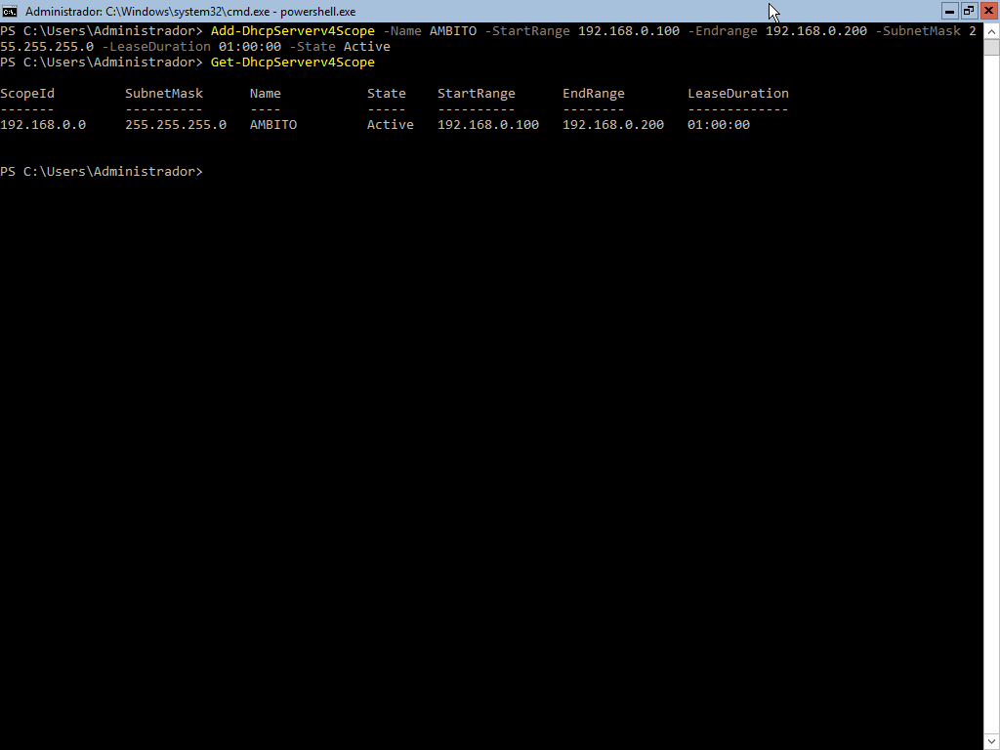 Administrador: C:\Windows\system32\cmd.exe - powershell.exe
PS C:\Users\Administrador> Add-DhcpServerv4Scope -Name AMBITO -StartRange 192.168.0.100 -Endrange 192.168.0.200 -SubnetMask 2
55.255.255.0 -LeaseDuration 01:00:00 -State Active
PS C:\Users\Administrador> Get-DhcpServerv4Scope
ScopeId SubnetMask Name State StartRange EndRange LeaseDuration
------- ---------- ---- ----- ---------- -------- -------------
192.168.0.0 255.255.255.0 AMBITO Active 192.168.0.100 192.168.0.200 01:00:00
PS C:\Users\Administrador>